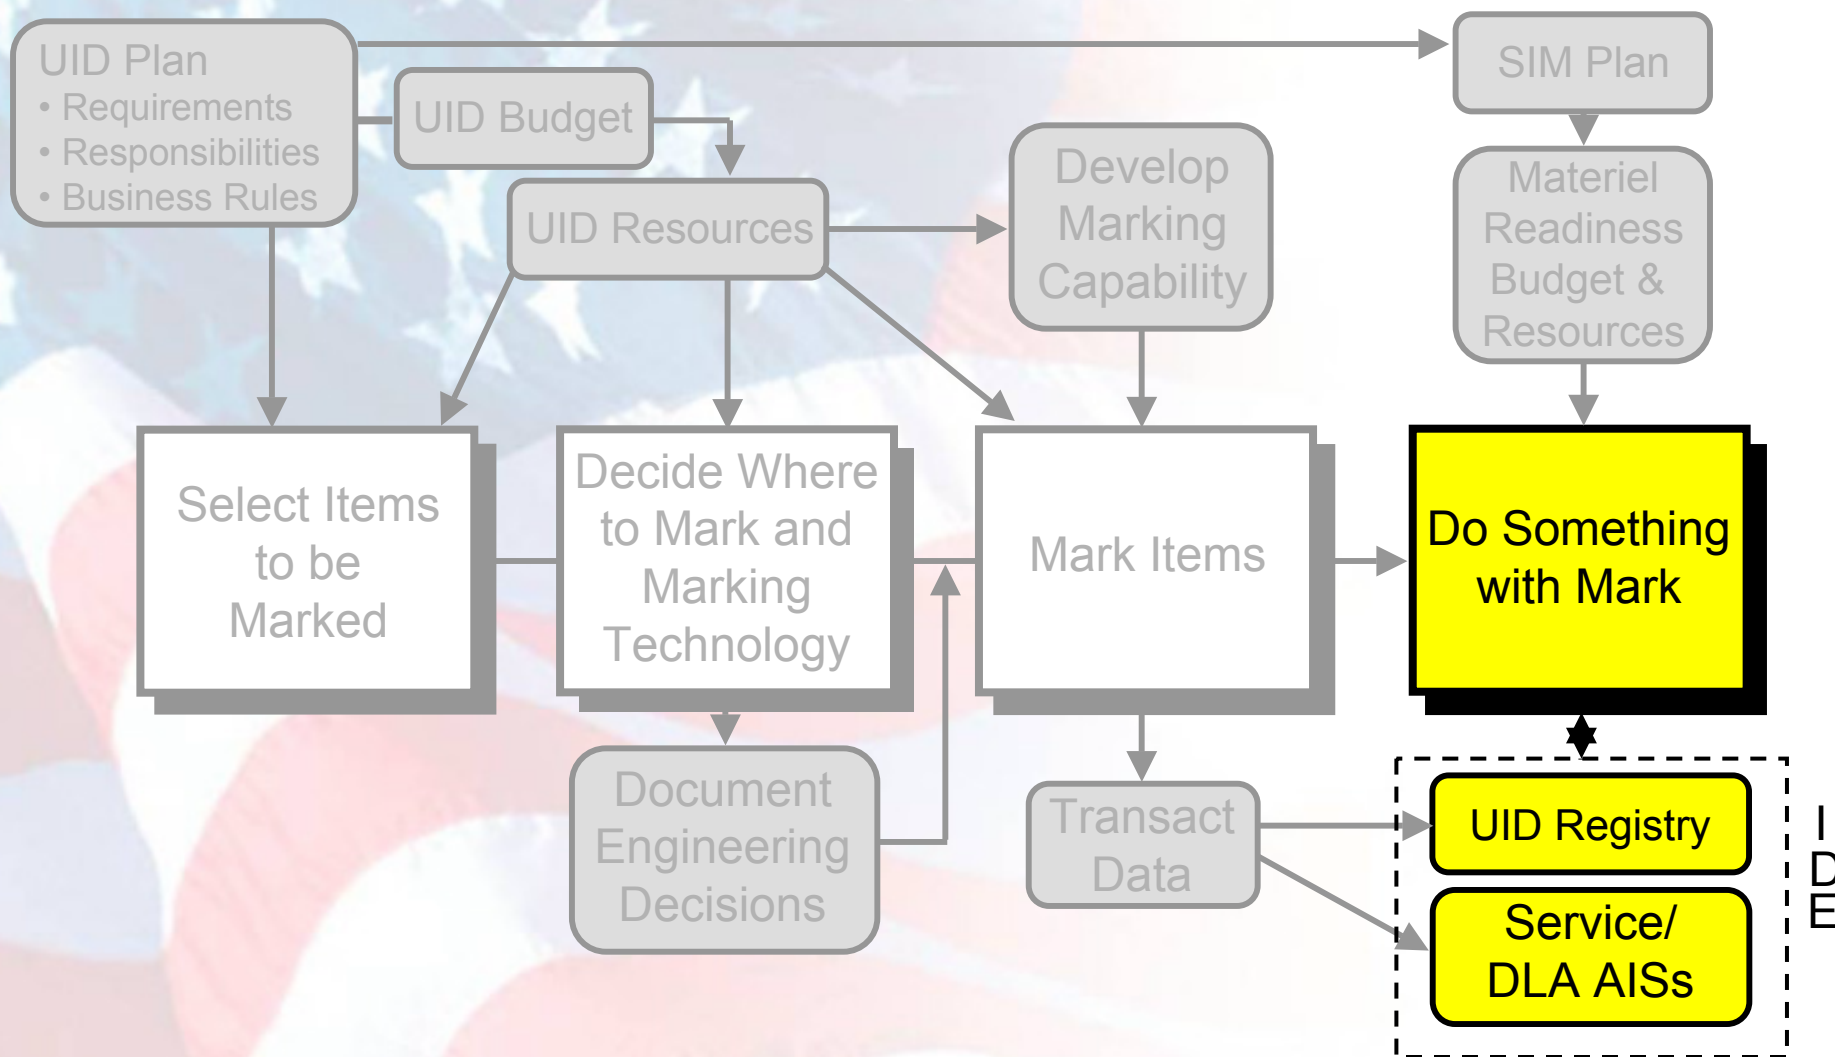 UID Plan
• Requirements
• Responsibilities
• Business Rules
UID Budget
UID Resources
Develop
Marking
Capability
SIM Plan
Materiel
Readiness
Budget &
Resources
Select Items
to be
Marked
Decide Where
to Mark and
Marking
Technology
Mark Items
Do Something
with Mark
Document
Engineering
Decisions
Transact
Data
UID Registry
Service/
DLA AISs
I
D
E